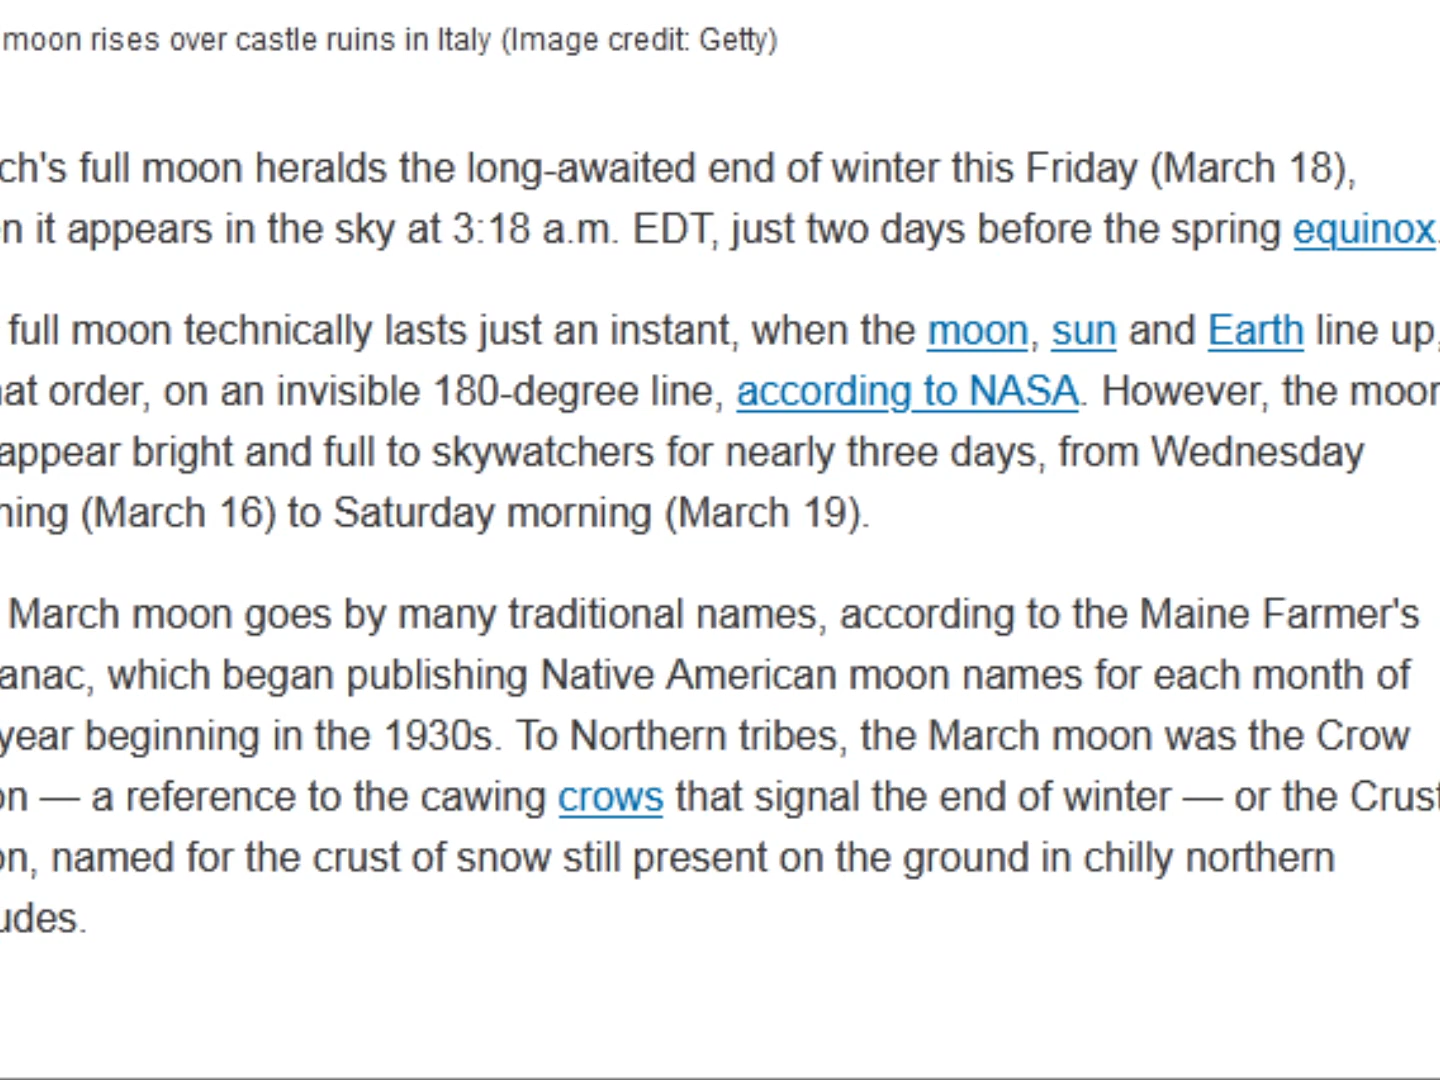 moon rises over castle ruins in Italy (Image credit: Getty)
ch's full moon heralds the long-awaited end of winter this Friday (March 18),
n it appears in the sky at 3:18 a.m. EDT, just two days before the spring equinox.
full moon technically lasts just an instant, when the moon, sun and Earth line up,
hat order, on an invisible 180-degree line, according to NASA. However, the moon
appear bright and full to skywatchers for nearly three days, from Wednesday
ning (March 16) to Saturday morning (March 19).
March moon goes by many traditional names, according to the Maine Farmer's
anac, which began publishing Native American moon names for each month of
year beginning in the 1930s. To Northern tribes, the March moon was the Crow
on — a reference to the cawing crows that signal the end of winter — or the Crust
on, named for the crust of snow still present on the ground in chilly northern
udes.